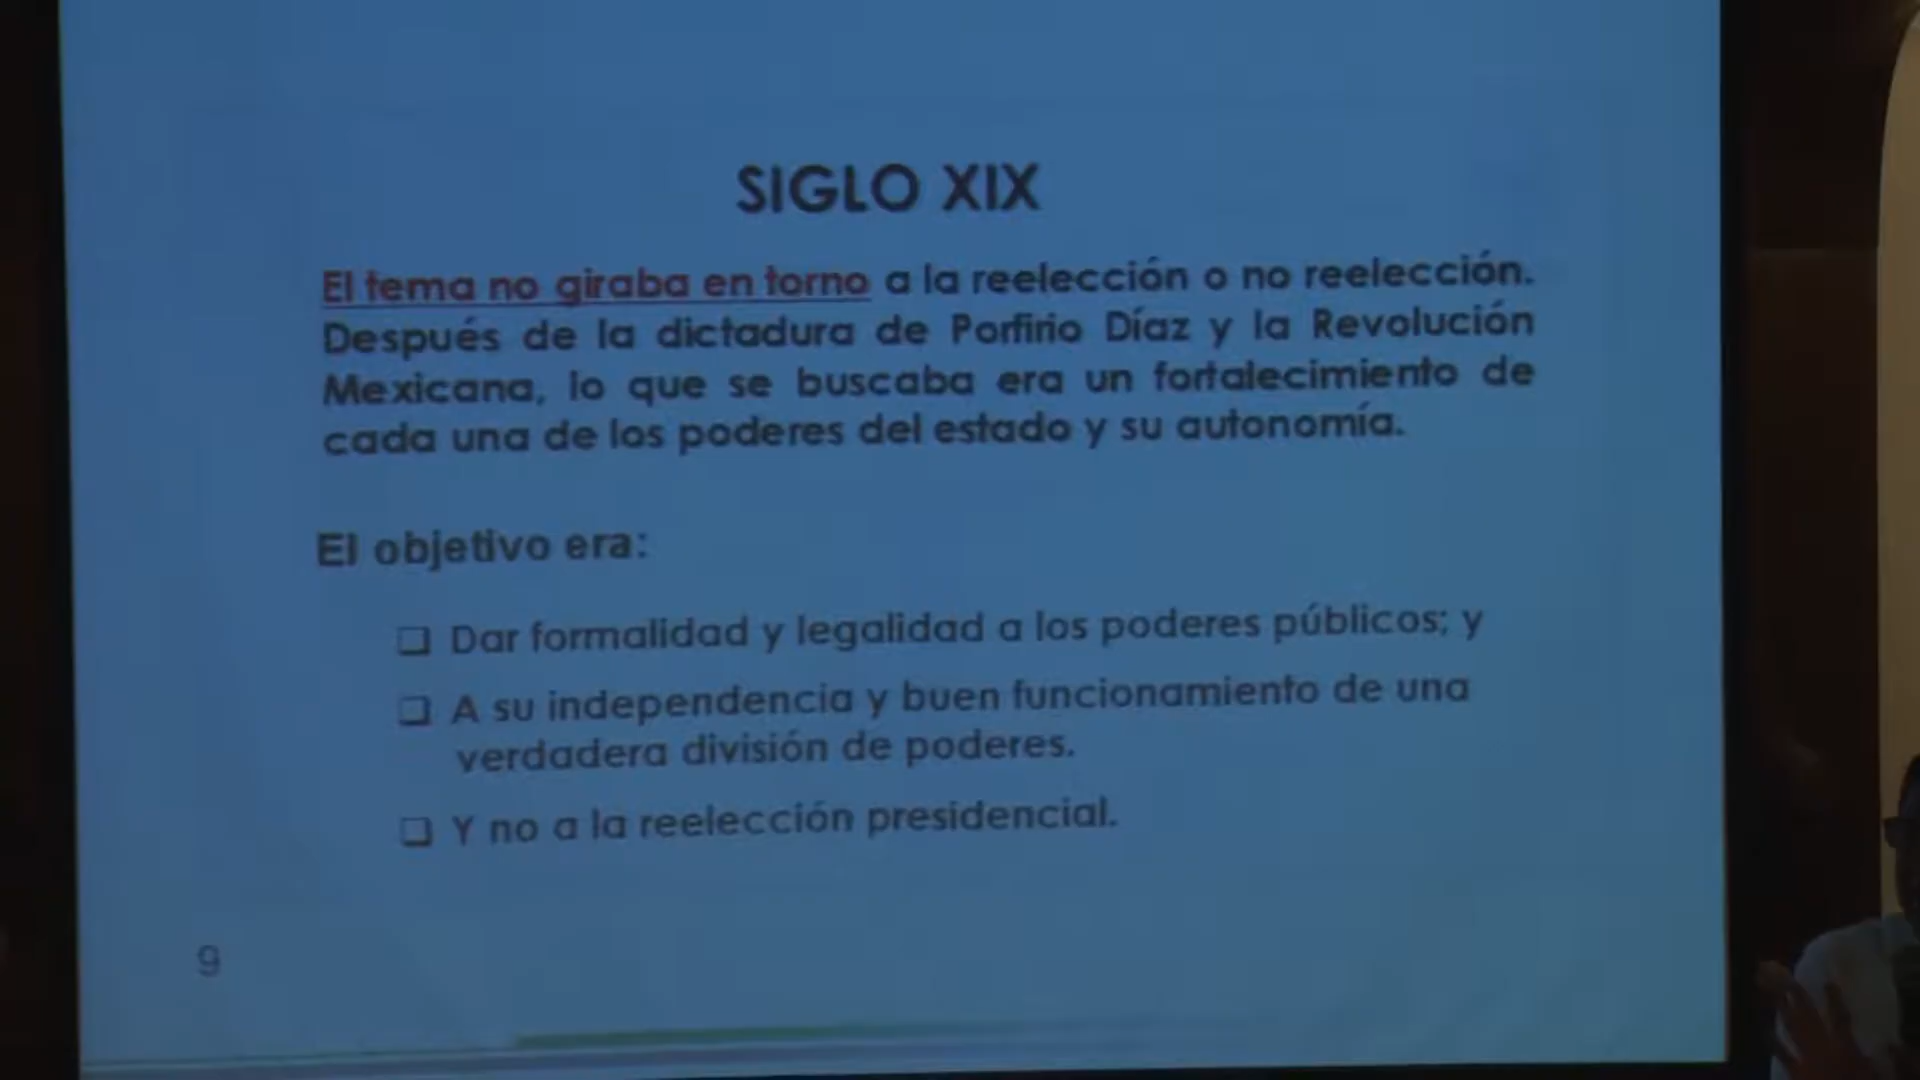 SIGLO XIX
El tema no giraba en torno a la reelección o no reelección.
Después de la dictadura de Porfirio Díaz y la Revolución
Mexicana, lo que se buscaba era un fortalecimiento de
cada una de los poderes del estado y su autonomía.
El objetivo era:
❑ Dar formalidad y legalidad a los poderes públicos; y
❑ A su independencia y buen funcionamiento de una
verdadera división de poderes.
❑ Y no a la reelección presidencial.
9